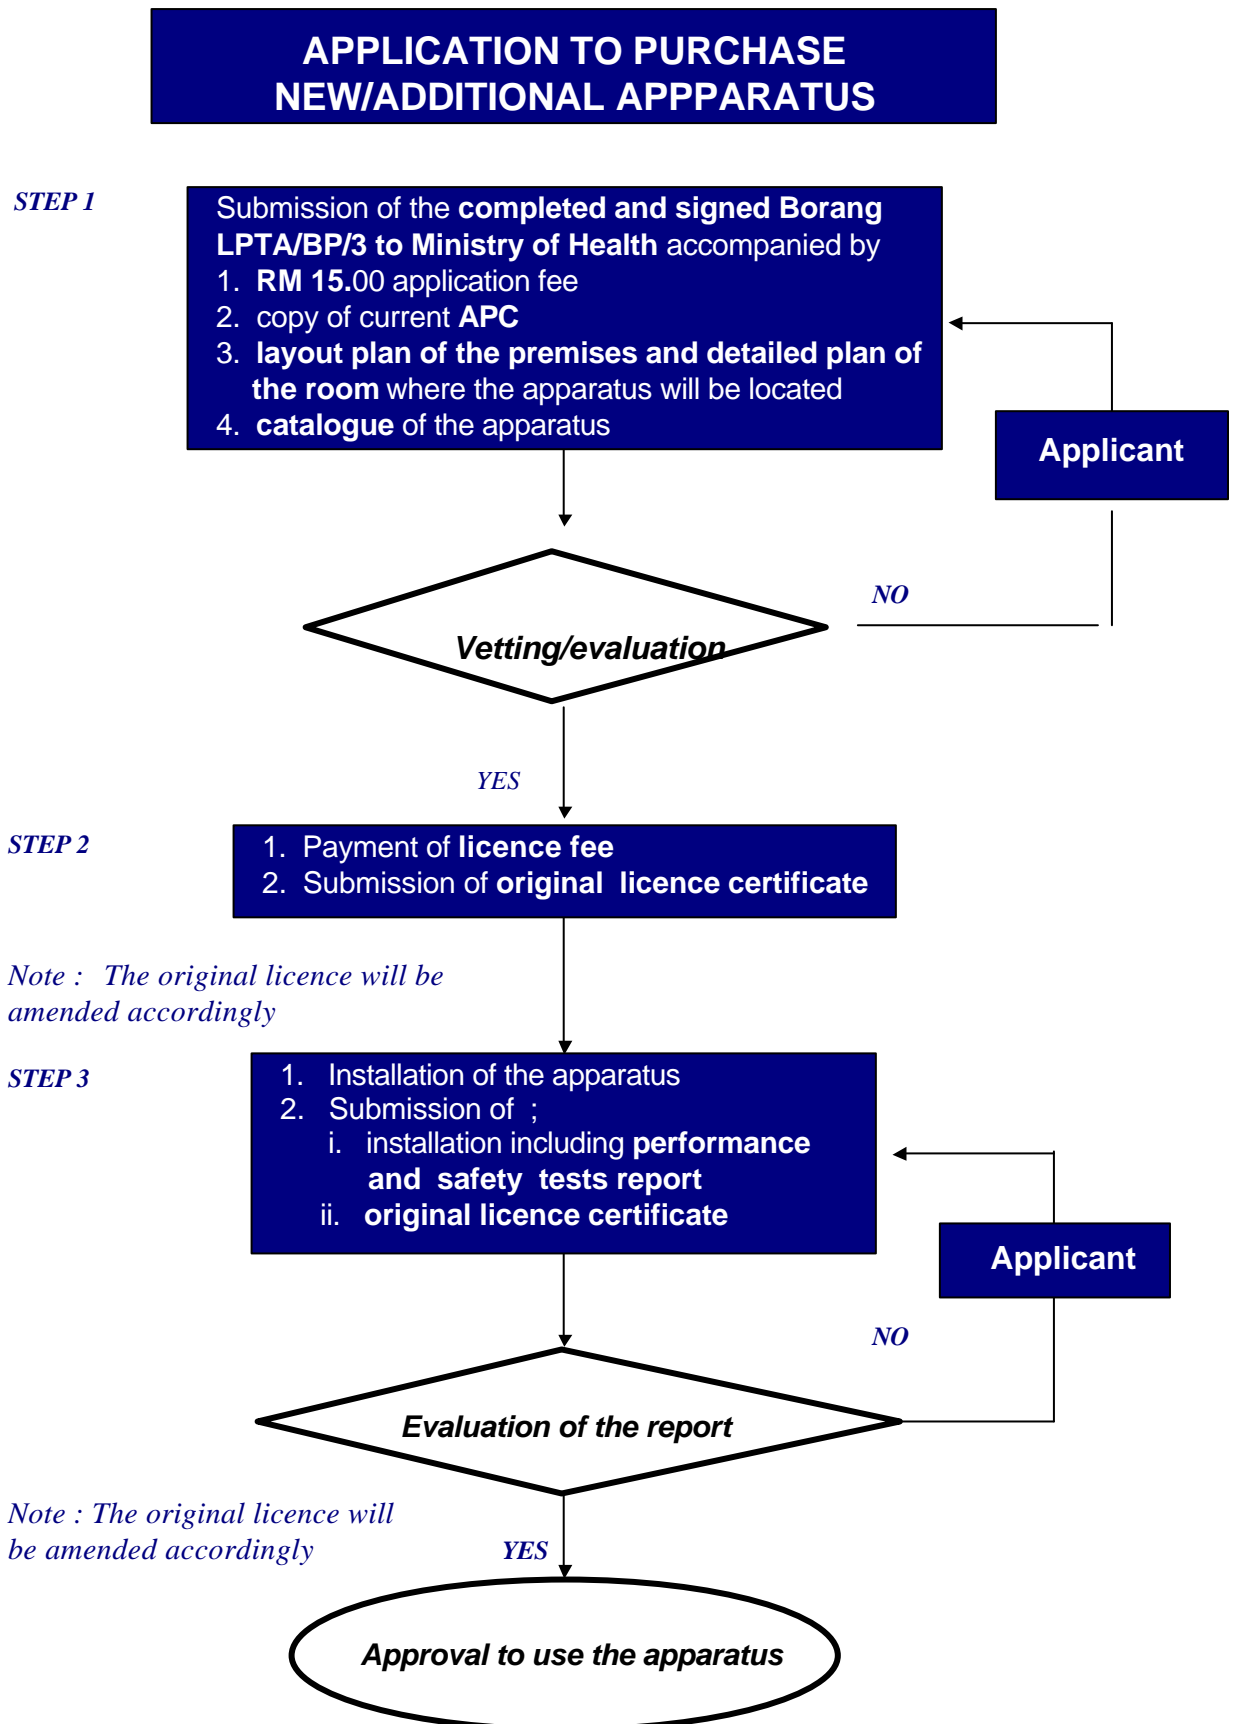 APPLICATION TO PURCHASE
NEW/ADDITIONAL APPPARATUS
STEP 1
Submission of the completed and signed Borang
LPTA/BP/3 to Ministry of Health accompanied by
1. RM 15.00 application fee
2. copy of current APC
3. layout plan of the premises and detailed plan of
the room where the apparatus will be located
4. catalogue of the apparatus
Applicant
NO
Vetting/evaluation
YES
STEP 2
1. Payment of licence fee
2. Submission of original licence certificate
Note : The original licence will be
amended accordingly
STEP 3
1. Installation of the apparatus
2. Submission of ;
i. installation including performance
and safety tests report
ii. original licence certificate
Applicant
NO
Evaluation of the report
Note : The original licence will
be amended accordingly
YES
Approval to use the apparatus